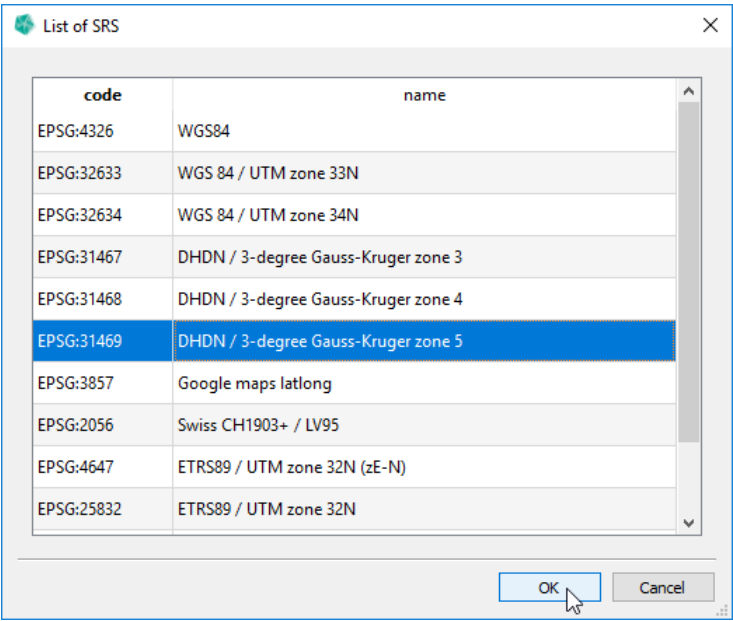 List of SRS
code name
EPSG:4326 WGS84
EPSG:32633 WGS 84 / UTM zone 33N
EPSG:32634 WGS 84 / UTM zone 34N
EPSG:31467 DHDN / 3-degree Gauss-Kruger zone 3
EPSG:31468 DHDN / 3-degree Gauss-Kruger zone 4
EPSG:31469 DHDN / 3-degree Gauss-Kruger zone 5
EPSG:3857 Google maps latlong
EPSG:2056 Swiss CH1903+ / LV95
EPSG:4647 ETRS89 / UTM zone 32N (zE-N)
EPSG:25832 ETRS89 / UTM zone 32N
OK Cancel